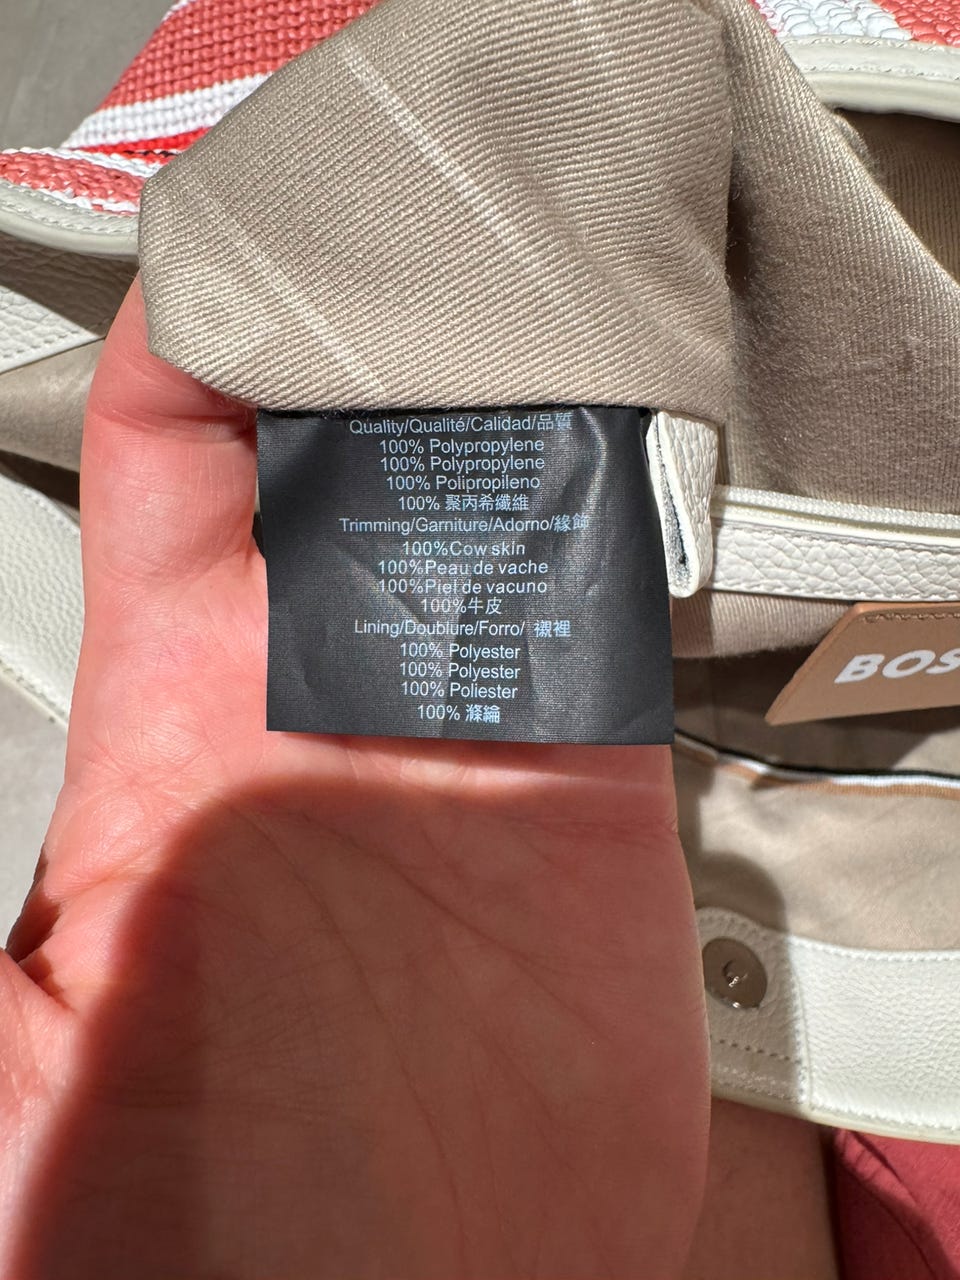 Quality/Qualité/Calidad/品質
100% Polypropylene
100% Polypropylene
100% Polipropileno
100% 聚丙希纖維
Trimming/Garniture/Adorno/緣飾
100%Cow skin
100%Peau de vache
100%Piel de vacuno
100%牛皮
Lining/Doublure/Forro/ 襯裡
100% Polyester
100% Polyester
100% Poliester
100% 滌綸
BOS